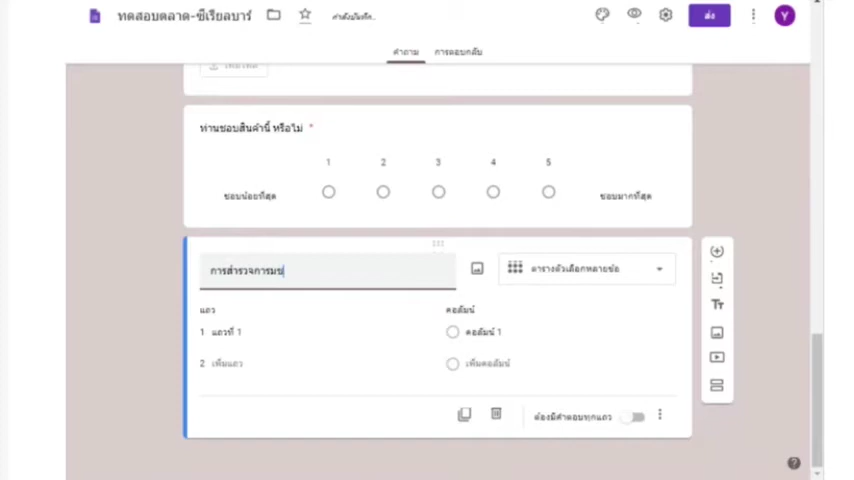 ทดสอบตลาด-ซีเรียลบาร์
ส่ง
Y
คำถาม การตอบกลับ
ท่านชอบสินค้านี้ หรือไม่ *
1 2 3 4 5
ชอบน้อยที่สุด ชอบมากที่สุด
การสำรวจการมข
ตารางตัวเลือกหลายข้อ
แถว คอลัมน์
1 แถวที่ 1 คอลัมน์ 1
2 เพิ่มแถว เพิ่มคอลัมน์
ต้องมีคำตอบทุกแถว